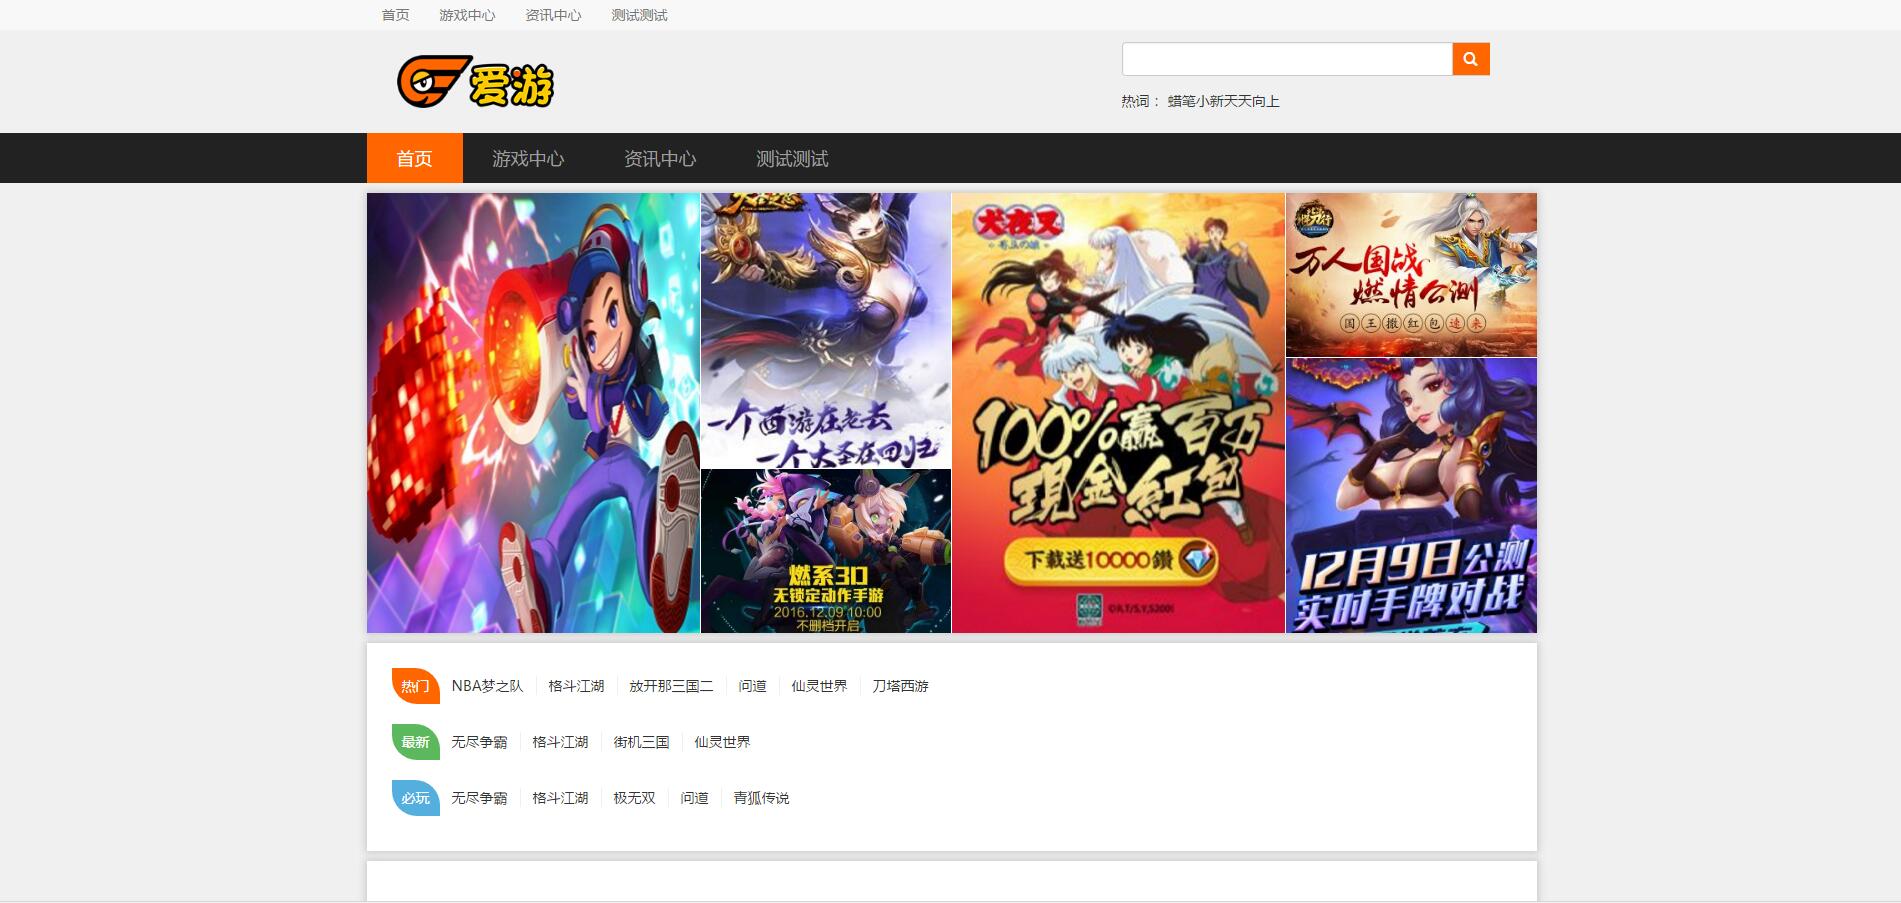 首页 游戏中心 资讯中心 测试测试
爱游
热词： 蜡笔小新天天向上
首页 游戏中心 资讯中心 测试测试
一个西游在老去
一个大圣在回归
燃系3D
无锁定动作手游
2016.12.09 10:00
不删档开启
犬夜叉
100%赢百万
現金紅包
下載送10000鑽
万人国战
燃情公测
国王撒红包速来
12月9日公测
实时手牌对战
热门 NBA梦之队 格斗江湖 放开那三国二 问道 仙灵世界 刀塔西游
最新 无尽争霸 格斗江湖 街机三国 仙灵世界
必玩 无尽争霸 格斗江湖 极无双 问道 青狐传说